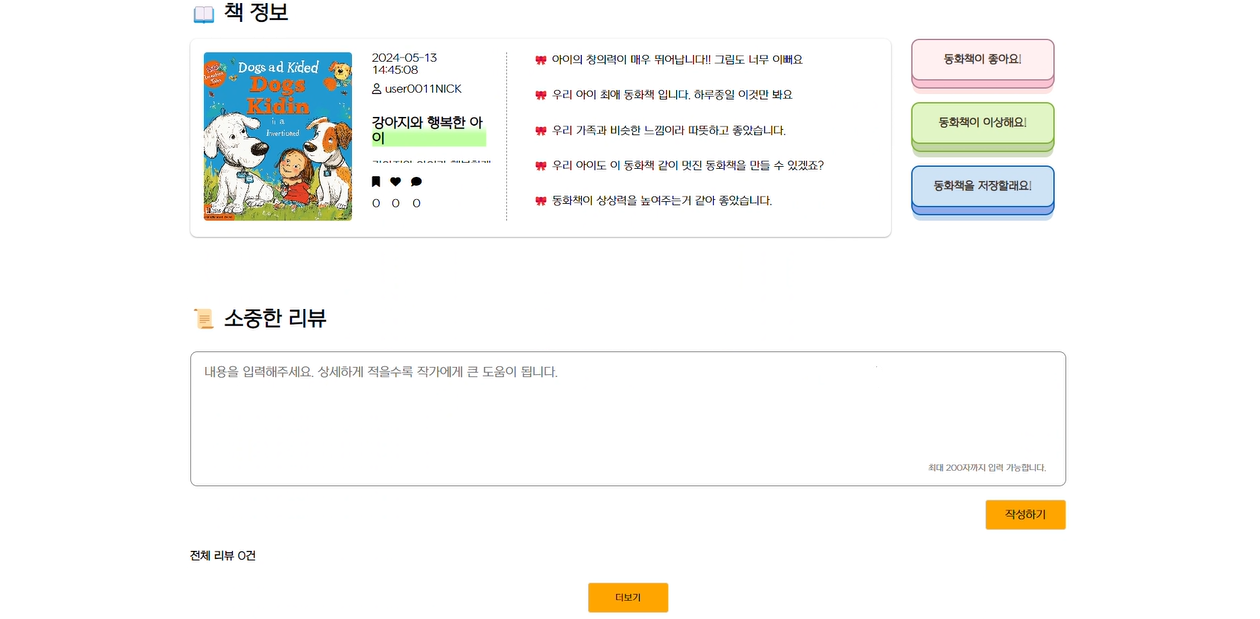 책 정보
Dogs ad Kided
Dogs
Kidin
is a
Invertioned
2024-05-13
14:45:08
user0011NICK
강아지와 행복한 아
이
0 0 0
아이의 창의력이 매우 뛰어납니다!! 그림도 너무 이뻐요
우리 아이 최애 동화책 입니다. 하루종일 이것만 봐요
우리 가족과 비슷한 느낌이라 따뜻하고 좋았습니다.
우리 아이도 이 동화책 같이 멋진 동화책을 만들 수 있겠죠?
동화책이 상상력을 높여주는거 같아 좋았습니다.
동화책이 좋아요!
동화책이 이상해요!
동화책을 저장할래요!
소중한 리뷰
내용을 입력해주세요. 상세하게 적을수록 작가에게 큰 도움이 됩니다.
최대 200자까지 입력 가능합니다.
작성하기
전체 리뷰 0건
더보기